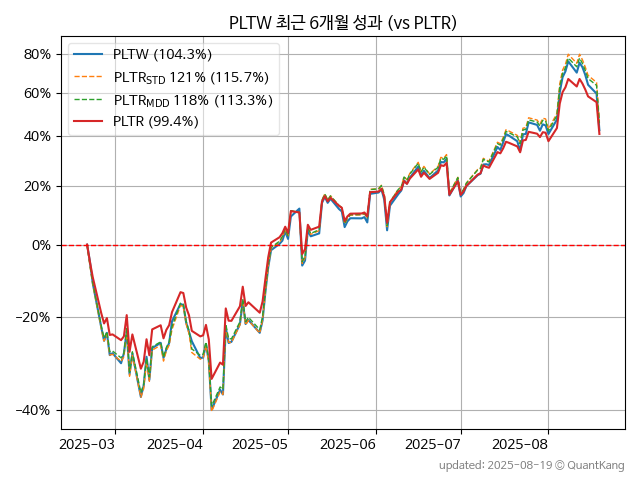 PLTW 최근 6개월 성과 (vs PLTR)
PLTW (104.3%)
PLTR_STD 121% (115.7%)
PLTR_MDD 118% (113.3%)
PLTR (99.4%)
80%
60%
40%
20%
0%
−20%
−40%
2025-03 2025-04 2025-05 2025-06 2025-07 2025-08
updated: 2025-08-19 © QuantKang